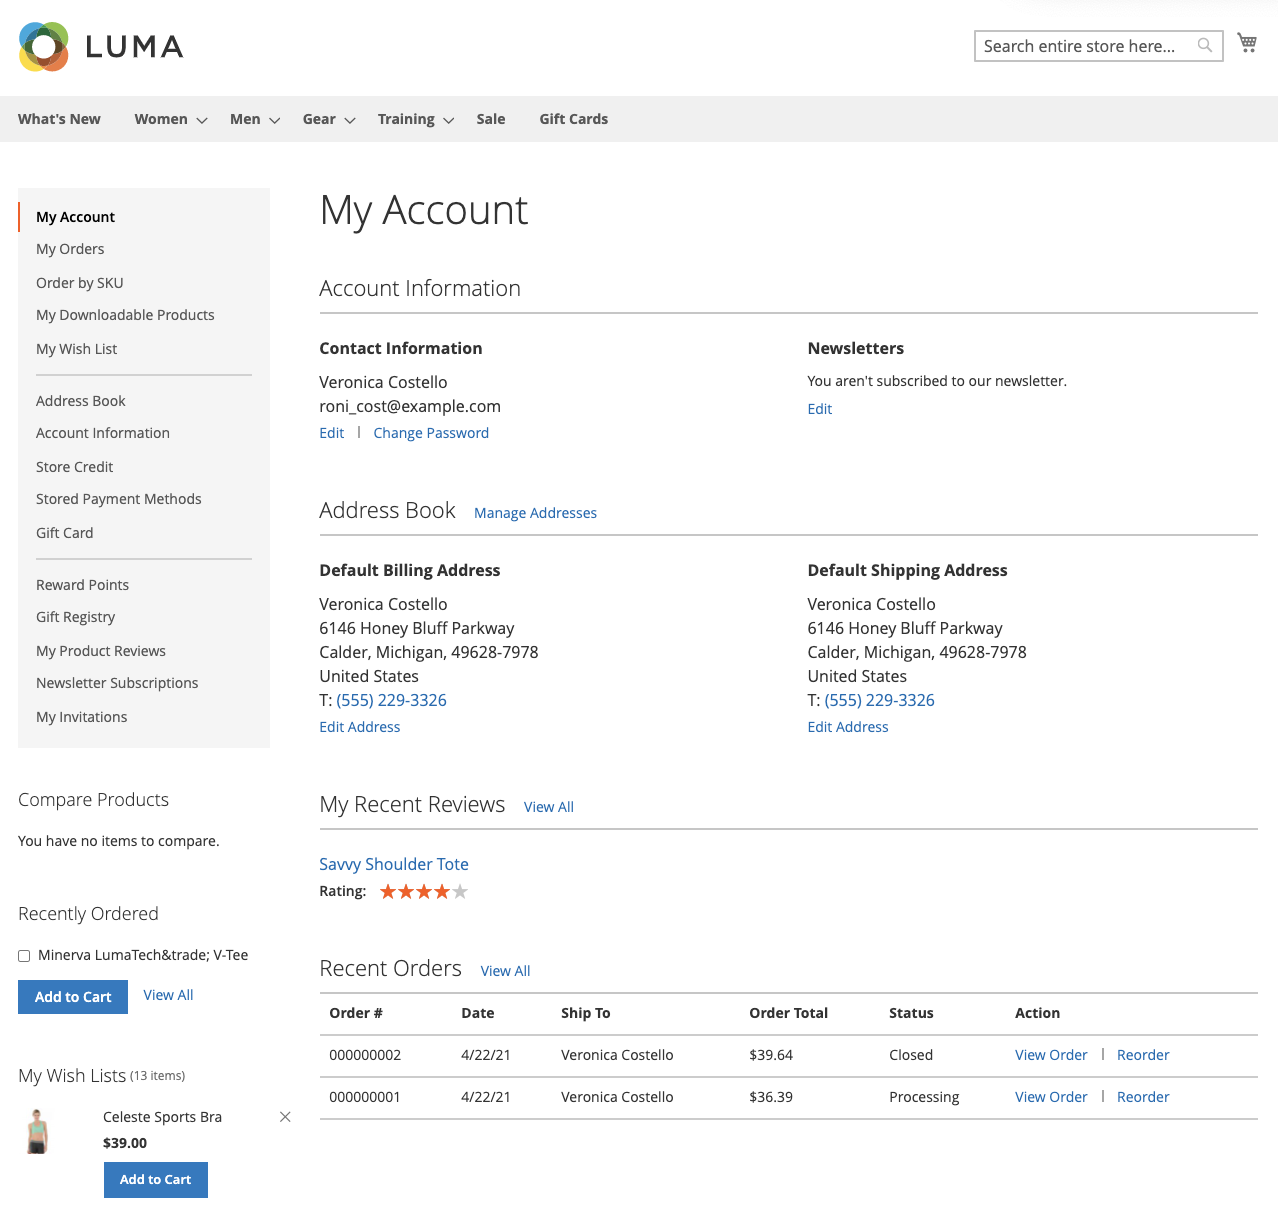 LUMA
Search entire store here...
What's New Women Men Gear Training Sale Gift Cards
My Account
My Orders
Order by SKU
My Downloadable Products
My Wish List
Address Book
Account Information
Store Credit
Stored Payment Methods
Gift Card
Reward Points
Gift Registry
My Product Reviews
Newsletter Subscriptions
My Invitations
Compare Products
You have no items to compare.
Recently Ordered
Minerva LumaTech&trade; V-Tee
Add to Cart View All
My Wish Lists (13 items)
Celeste Sports Bra
$39.00
Add to Cart
My Account
Account Information
Contact Information
Veronica Costello
roni_cost@example.com
Edit | Change Password
Newsletters
You aren't subscribed to our newsletter.
Edit
Address Book Manage Addresses
Default Billing Address
Veronica Costello
6146 Honey Bluff Parkway
Calder, Michigan, 49628-7978
United States
T: (555) 229-3326
Edit Address
Default Shipping Address
Veronica Costello
6146 Honey Bluff Parkway
Calder, Michigan, 49628-7978
United States
T: (555) 229-3326
Edit Address
My Recent Reviews View All
Savvy Shoulder Tote
Rating:
Recent Orders View All
Order # Date Ship To Order Total Status Action
000000002 4/22/21 Veronica Costello $39.64 Closed View Order | Reorder
000000001 4/22/21 Veronica Costello $36.39 Processing View Order | Reorder